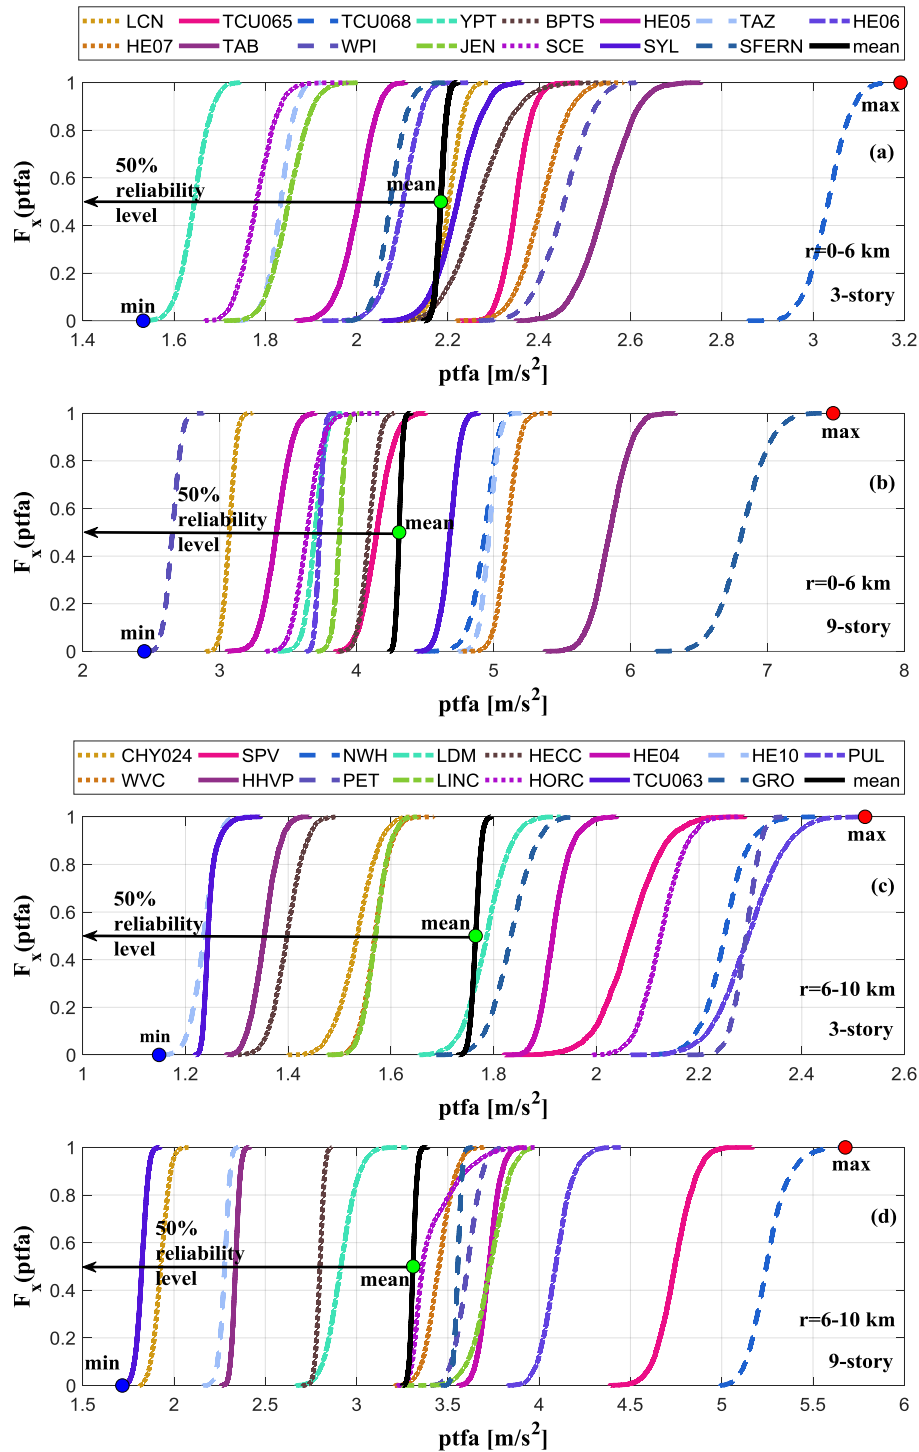 LCN TCU065 TCU068 YPT BPTS HE05 TAZ HE06
HE07 TAB WPI JEN SCE SYL SFERN mean
1
0.8
0.6
0.4
0.2
0
F_x(ptfa)
50%
reliability
level
mean
min
max
(a)
r=0-6 km
3-story
1.4 1.6 1.8 2 2.2 2.4 2.6 2.8 3 3.2
ptfa [m/s²]
1
0.8
0.6
0.4
0.2
0
F_x(ptfa)
50%
reliability
level
mean
min
max
(b)
r=0-6 km
9-story
2 3 4 5 6 7 8
ptfa [m/s²]
CHY024 SPV NWH LDM HECC HE04 HE10 PUL
WVC HHVP PET LINC HORC TCU063 GRO mean
1
0.8
0.6
0.4
0.2
0
F_x(ptfa)
50%
reliability
level
mean
min
max
(c)
r=6-10 km
3-story
1 1.2 1.4 1.6 1.8 2 2.2 2.4 2.6
ptfa [m/s²]
1
0.8
0.6
0.4
0.2
0
F_x(ptfa)
50%
reliability
level
mean
min
max
(d)
r=6-10 km
9-story
1.5 2 2.5 3 3.5 4 4.5 5 5.5 6
ptfa [m/s²]